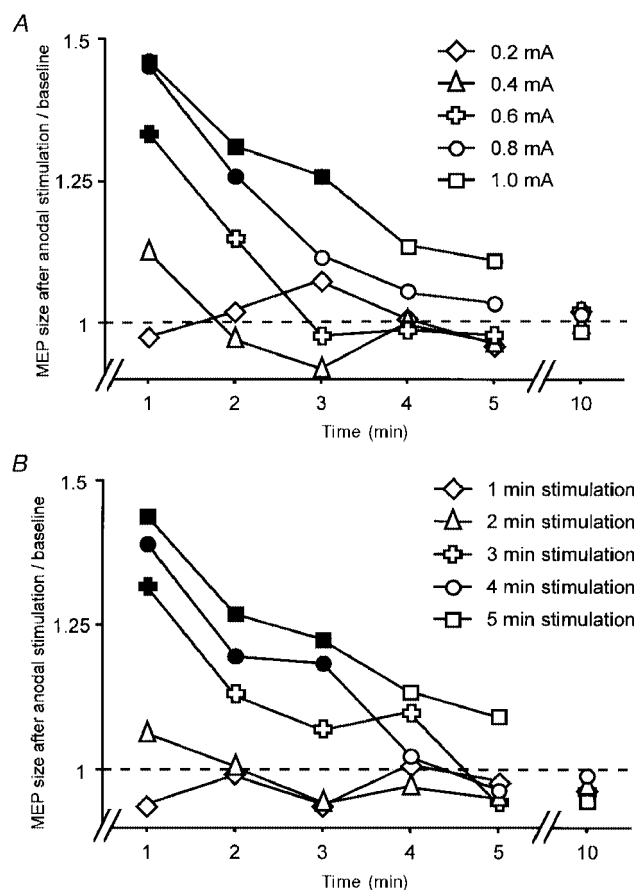 A
MEP size after anodal stimulation / baseline
1.5
1.25
1
0.2 mA
0.4 mA
0.6 mA
0.8 mA
1.0 mA
1 2 3 4 5 10
Time (min)
B
MEP size after anodal stimulation / baseline
1.5
1.25
1
1 min stimulation
2 min stimulation
3 min stimulation
4 min stimulation
5 min stimulation
1 2 3 4 5 10
Time (min)